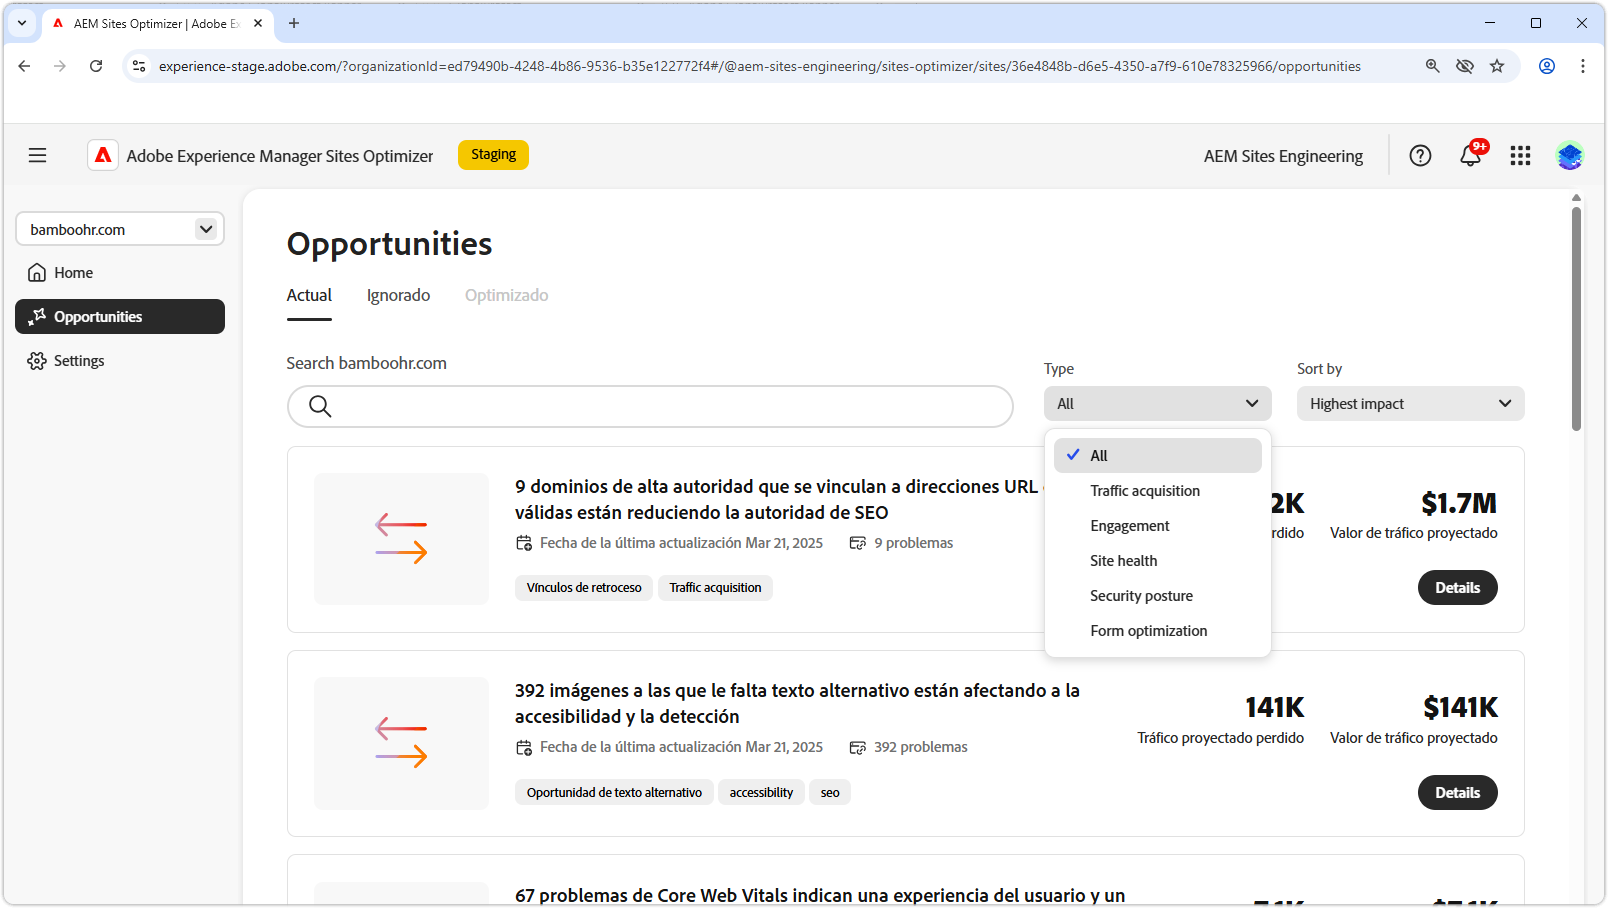 AEM Sites Optimizer | Adobe Ex
experience-stage.adobe.com/?organizationId=ed79490b-4248-4b86-9536-b35e122772f4#/@aem-sites-engineering/sites-optimizer/sites/36e4848b-d6e5-4350-a7f9-610e78325966/opportunities
Adobe Experience Manager Sites Optimizer
Staging
AEM Sites Engineering
9+
bamboohr.com
Home
Opportunities
Settings
Opportunities
Actual
Ignorado
Optimizado
Search bamboohr.com
Type
All
Sort by
Highest impact
All
Traffic acquisition
Engagement
Site health
Security posture
Form optimization
9 dominios de alta autoridad que se vinculan a direcciones URL
válidas están reduciendo la autoridad de SEO
Fecha de la última actualización Mar 21, 2025
9 problemas
Vínculos de retroceso
Traffic acquisition
2K
rdido
$1.7M
Valor de tráfico proyectado
Details
392 imágenes a las que le falta texto alternativo están afectando a la
accesibilidad y la detección
Fecha de la última actualización Mar 21, 2025
392 problemas
Oportunidad de texto alternativo
accessibility
seo
141K
Tráfico proyectado perdido
$141K
Valor de tráfico proyectado
Details
67 problemas de Core Web Vitals indican una experiencia del usuario y un